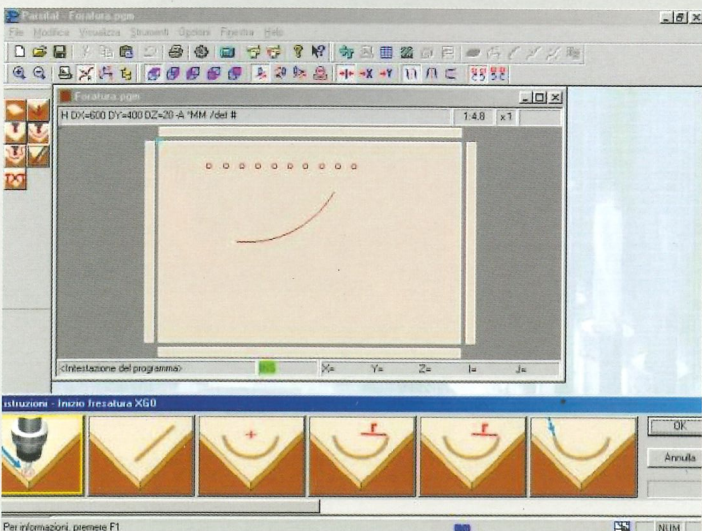 Parsifal - Foratura.pgm
File Modifica Visualizza Strumenti Opzioni Finestra Help
Foratura.pgm
H DX=600 DY=400 DZ=20 -A *MM /def #
1:4.8 x1
<Intestazione del programma>
X= Y= Z= I= J=
istruzioni - Inizio fresatura XG0
r
r
OK
Annulla
Per informazioni, premere F1
NUM